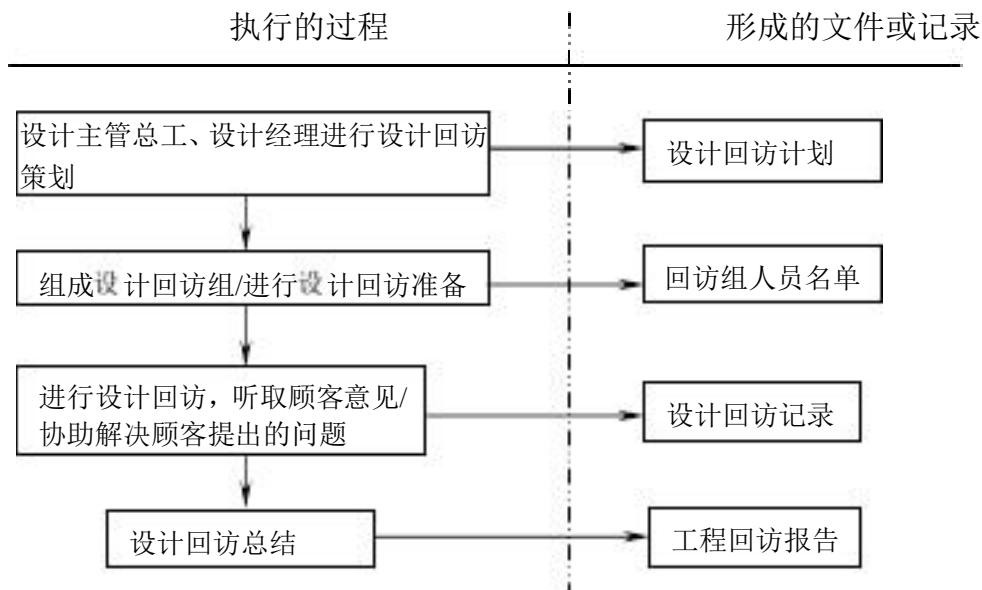 执行的过程
形成的文件或记录
设计主管总工、设计经理进行设计回访
策划
设计回访计划
组成设计回访组/进行设计回访准备
回访组人员名单
进行设计回访，听取顾客意见/
协助解决顾客提出的问题
设计回访记录
设计回访总结
工程回访报告